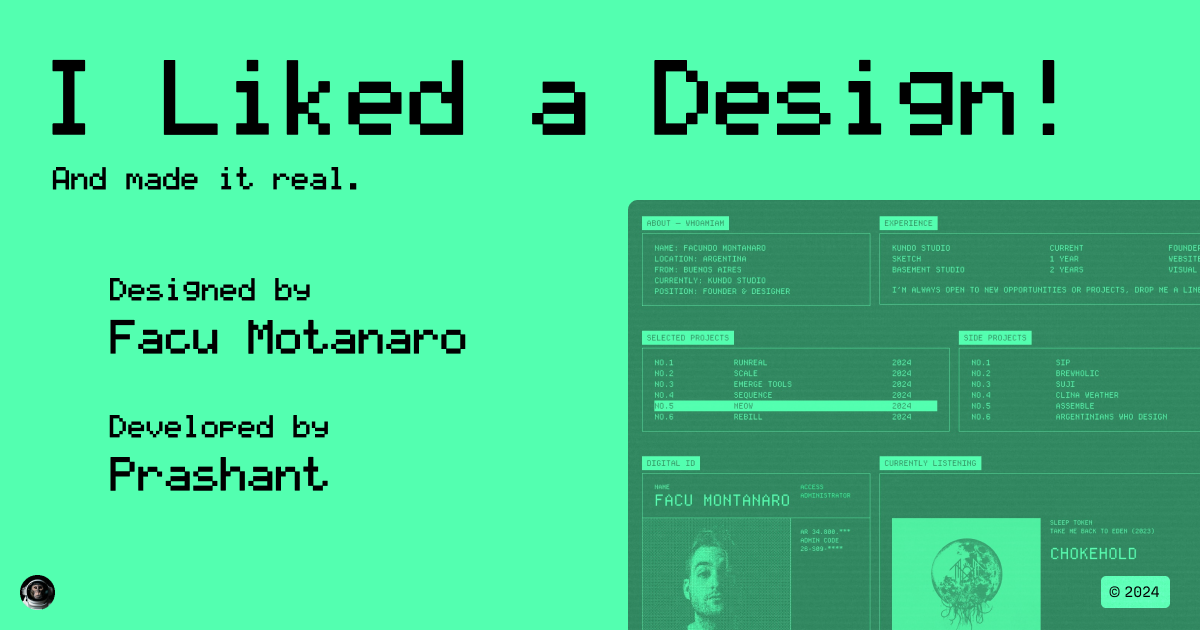 I Liked a Design!
And made it real.
Designed by
Facu Motanaro
Developed by
Prashant
ABOUT — WHOAMIAH
NAME: FACUNDO MONTANARO
LOCATION: ARGENTINA
FROM: BUENOS AIRES
CURRENTLY: KUNDO STUDIO
POSITION: FOUNDER & DESIGNER
EXPERIENCE
KUNDO STUDIO CURRENT FOUNDER
SKETCH 1 YEAR WEBSITE
BASEMENT STUDIO 2 YEARS VISUAL
I'M ALWAYS OPEN TO NEW OPPORTUNITIES OR PROJECTS, DROP ME A LINE
SELECTED PROJECTS
NO.1 RUNREAL 2024
NO.2 SCALE 2024
NO.3 EMERGE TOOLS 2024
NO.4 SEQUENCE 2024
NO.5 MEOW 2024
NO.6 REBILL 2024
SIDE PROJECTS
NO.1 SIP
NO.2 BREWHOLIC
NO.3 SUJI
NO.4 CLIMA WEATHER
NO.5 ASSEMBLE
NO.6 ARGENTINIANS WHO DESIGN
DIGITAL ID
NAME
FACU MONTANARO
ACCESS
ADMINISTRATOR
AR 34.880.***
ADMIN CODE
28-509-****
CURRENTLY LISTENING
SLEEP TOKEN
TAKE ME BACK TO EDEN (2023)
CHOKEHOLD
© 2024